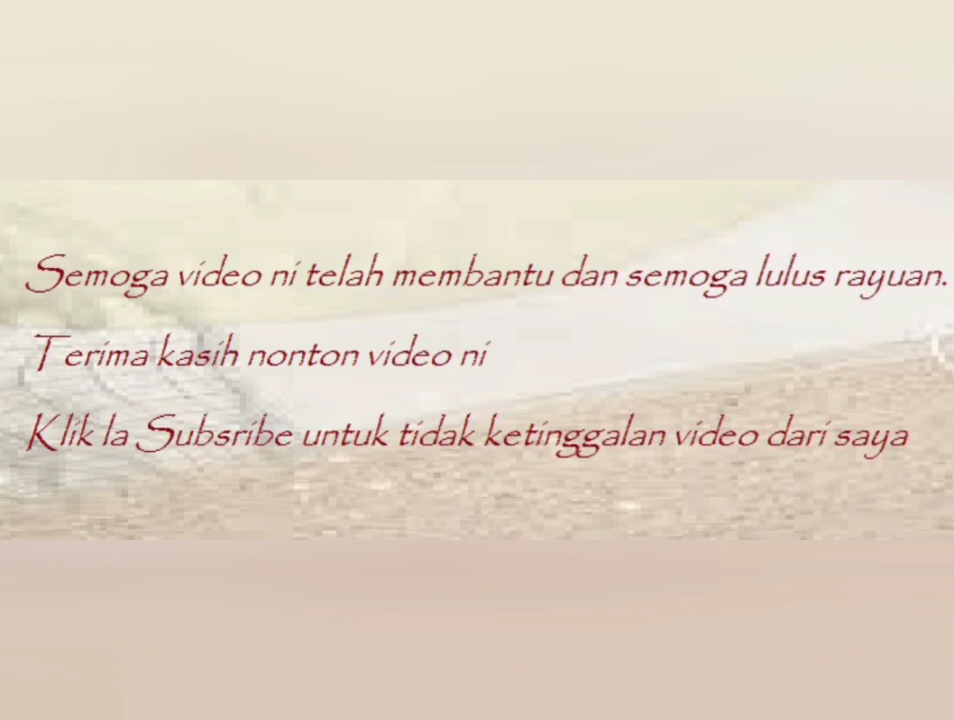 Semoga video ni telah membantu dan semoga lulus rayuan.
Terima kasih nonton video ni
Klik la Subsribe untuk tidak ketinggalan video dari saya